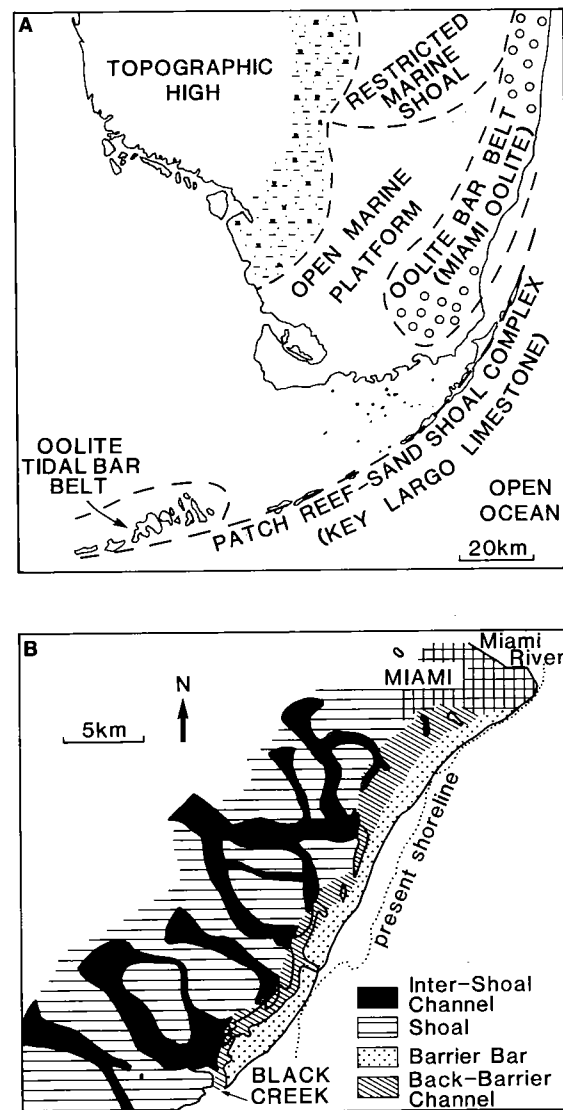 A
TOPOGRAPHIC
HIGH
RESTRICTED
MARINE
SHOAL
OPEN MARINE
PLATFORM
OOLITE BAR BELT
(MIAMI OOLITE)
OOLITE
TIDAL BAR
BELT
PATCH REEF-SAND SHOAL COMPLEX
(KEY LARGO LIMESTONE)
OPEN
OCEAN
20km
B
Miami
River
MIAMI
N
5km
present shoreline
Inter-Shoal
Channel
Shoal
Barrier Bar
Back-Barrier
Channel
BLACK
CREEK